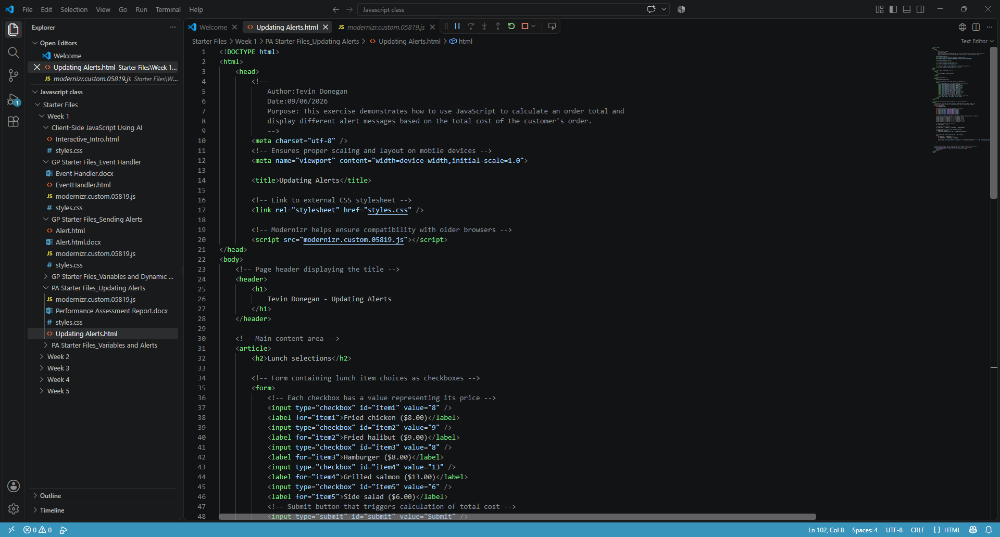 File Edit Selection View Go Run Terminal Help
Javascript class
Explorer
Open Editors
Welcome
Updating Alerts.html Starter Files\Week 1...
JS modernizr.custom.05819.js Starter Files\W...
Javascript class
Starter Files
Week 1
Client-Side JavaScript Using AI
Interactive_Intro.html
# styles.css
GP Starter Files_Event Handler
Event Handler.docx
EventHandler.html
JS modernizr.custom.05819.js
# styles.css
GP Starter Files_Sending Alerts
Alert.html
Alert.html.docx
JS modernizr.custom.05819.js
# styles.css
GP Starter Files_Variables and Dynamic ...
PA Starter Files_Updating Alerts
JS modernizr.custom.05819.js
Performance Assessment Report.docx
# styles.css
Updating Alerts.html
PA Starter Files_Variables and Alerts
Week 2
Week 3
Week 4
Week 5
Outline
Timeline
1
Welcome
Updating Alerts.html
JS modernizr.custom.05819.js
Starter Files > Week 1 > PA Starter Files_Updating Alerts > Updating Alerts.html > html
Text Editor
1 <!DOCTYPE html>
2 <html>
3 <head>
4 <!--
5 Author:Tevin Donegan
6 Date:09/06/2026
7 Purpose: This exercise demonstrates how to use JavaScript to calculate an order total and
8 display different alert messages based on the total cost of the customer's order.
9 -->
10 <meta charset="utf-8" />
11 <!-- Ensures proper scaling and layout on mobile devices -->
12 <meta name="viewport" content="width=device-width,initial-scale=1.0">
13
14 <title>Updating Alerts</title>
15
16 <!-- Link to external CSS stylesheet -->
17 <link rel="stylesheet" href="styles.css" />
18
19 <!-- Modernizr helps ensure compatibility with older browsers -->
20 <script src="modernizr.custom.05819.js"></script>
21 </head>
22 <body>
23 <!-- Page header displaying the title -->
24 <header>
25 <h1>
26 Tevin Donegan - Updating Alerts
27 </h1>
28 </header>
29
30 <!-- Main content area -->
31 <article>
32 <h2>Lunch selections</h2>
33
34 <!-- Form containing lunch item choices as checkboxes -->
35 <form>
36 <!-- Each checkbox has a value representing its price -->
37 <input type="checkbox" id="item1" value="8" />
38 <label for="item1">Fried chicken ($8.00)</label>
39 <input type="checkbox" id="item2" value="9" />
40 <label for="item2">Fried halibut ($9.00)</label>
41 <input type="checkbox" id="item3" value="8" />
42 <label for="item3">Hamburger ($8.00)</label>
43 <input type="checkbox" id="item4" value="13" />
44 <label for="item4">Grilled salmon ($13.00)</label>
45 <input type="checkbox" id="item5" value="6" />
46 <label for="item5">Side salad ($6.00)</label>
47 <!-- Submit button that triggers calculation of total cost -->
48 <input type="submit" id="submit" value="Submit" />
0 0
Ln 102, Col 8 Spaces: 4 UTF-8 CRLF { } HTML